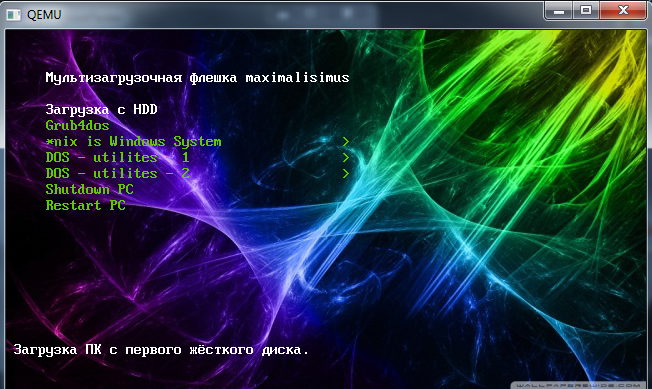 QEMU
Мультизагрузочная флешка maximalisimus
Загрузка с HDD
Grub4dos
*nix is Windows System >
DOS - utilites - 1 >
DOS - utilites - 2 >
Shutdown PC
Restart PC
Загрузка ПК с первого жёсткого диска.
WALLPAPERSWIDE.COM